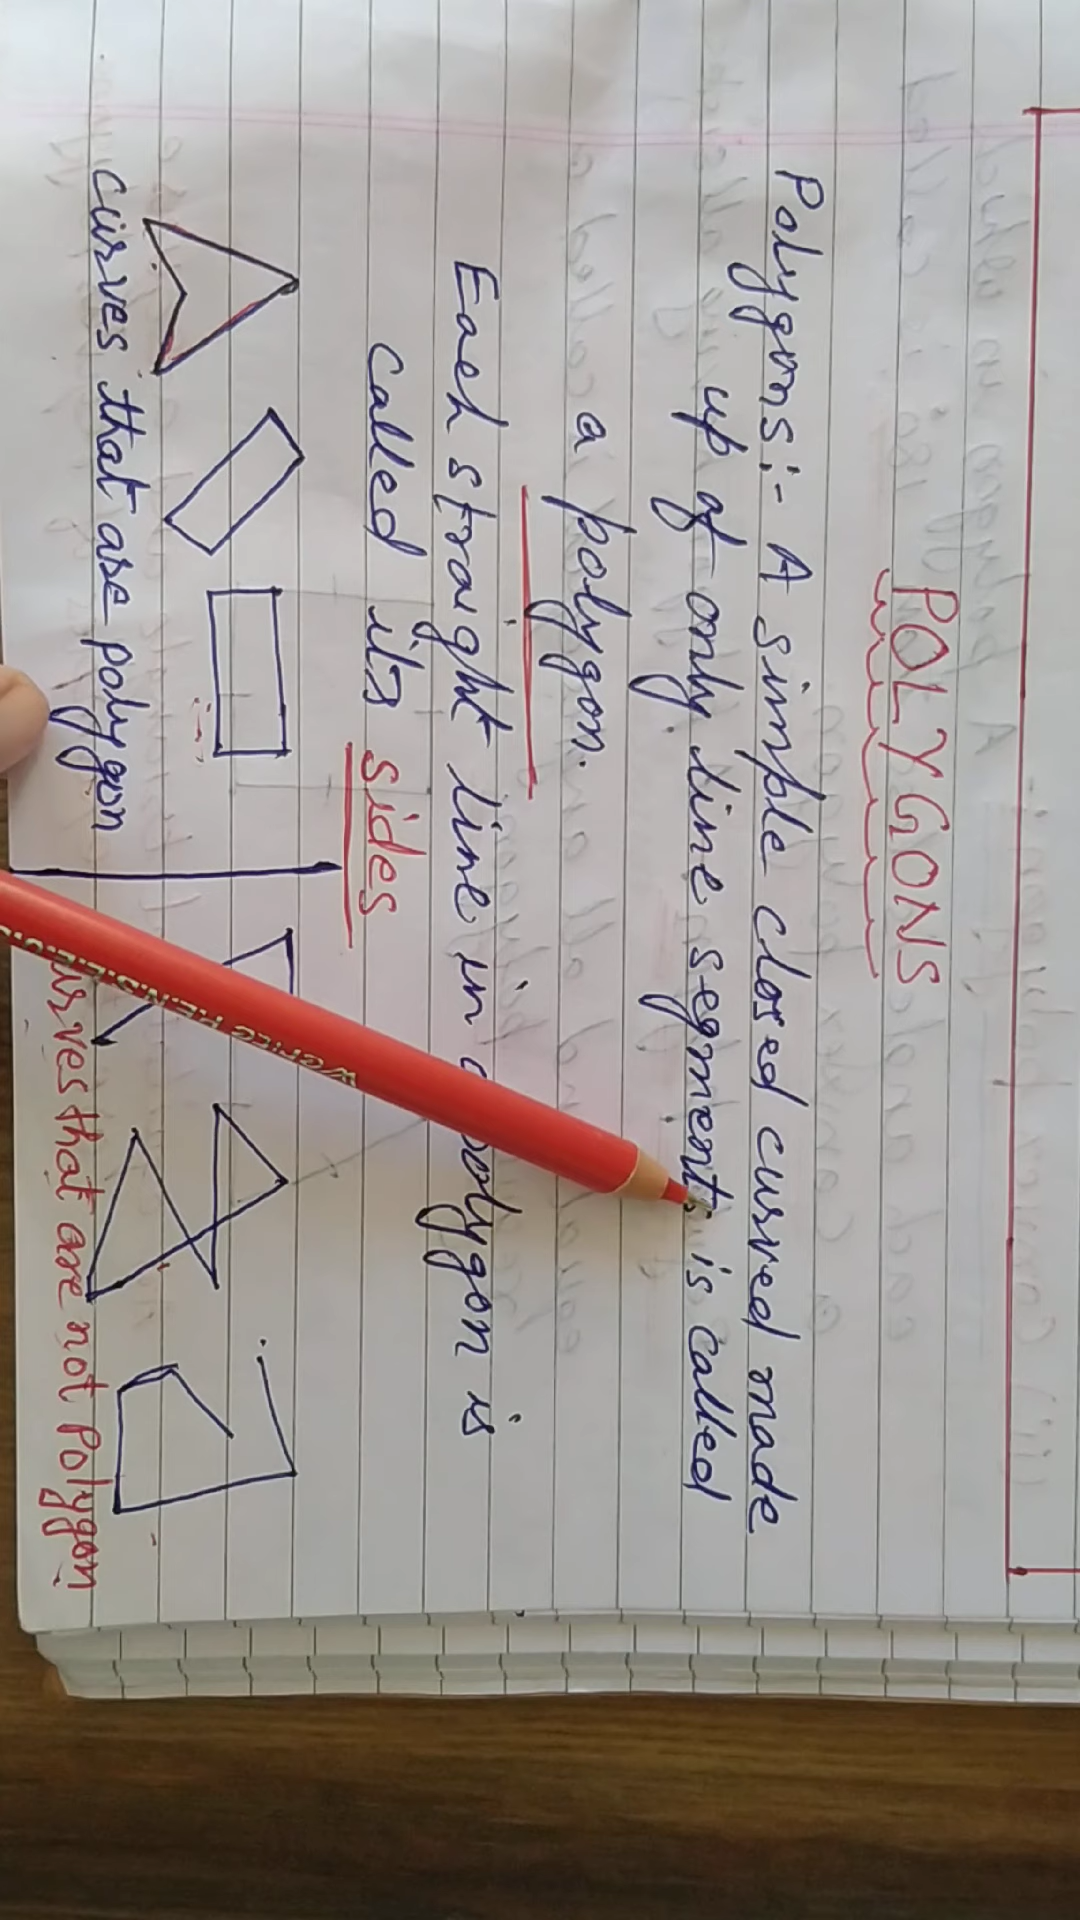 POLYGONS
Polygons:- A simple closed curved made
up of only line segment is called
a polygon.
Each straight line in a polygon is
called its sides
curves that are polygon
curves that are not polygon